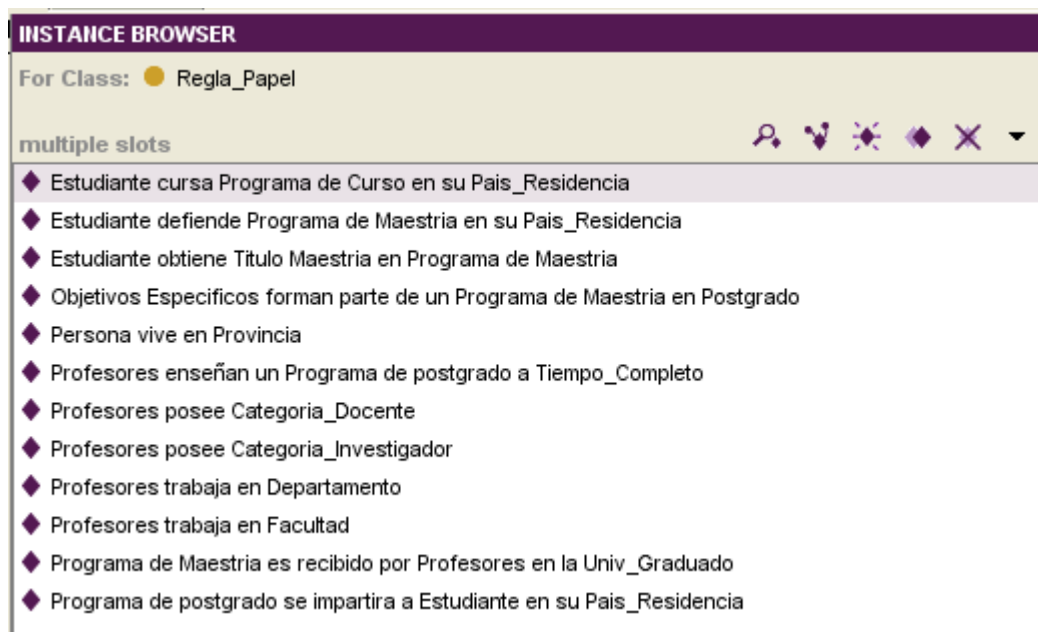 INSTANCE BROWSER
For Class: Regla_Papel
multiple slots
Estudiante cursa Programa de Curso en su Pais_Residencia
Estudiante defiende Programa de Maestria en su Pais_Residencia
Estudiante obtiene Titulo Maestria en Programa de Maestria
Objetivos Especificos forman parte de un Programa de Maestria en Postgrado
Persona vive en Provincia
Profesores enseñan un Programa de postgrado a Tiempo_Completo
Profesores posee Categoria_Docente
Profesores posee Categoria_Investigador
Profesores trabaja en Departamento
Profesores trabaja en Facultad
Programa de Maestria es recibido por Profesores en la Univ_Graduado
Programa de postgrado se impartira a Estudiante en su Pais_Residencia